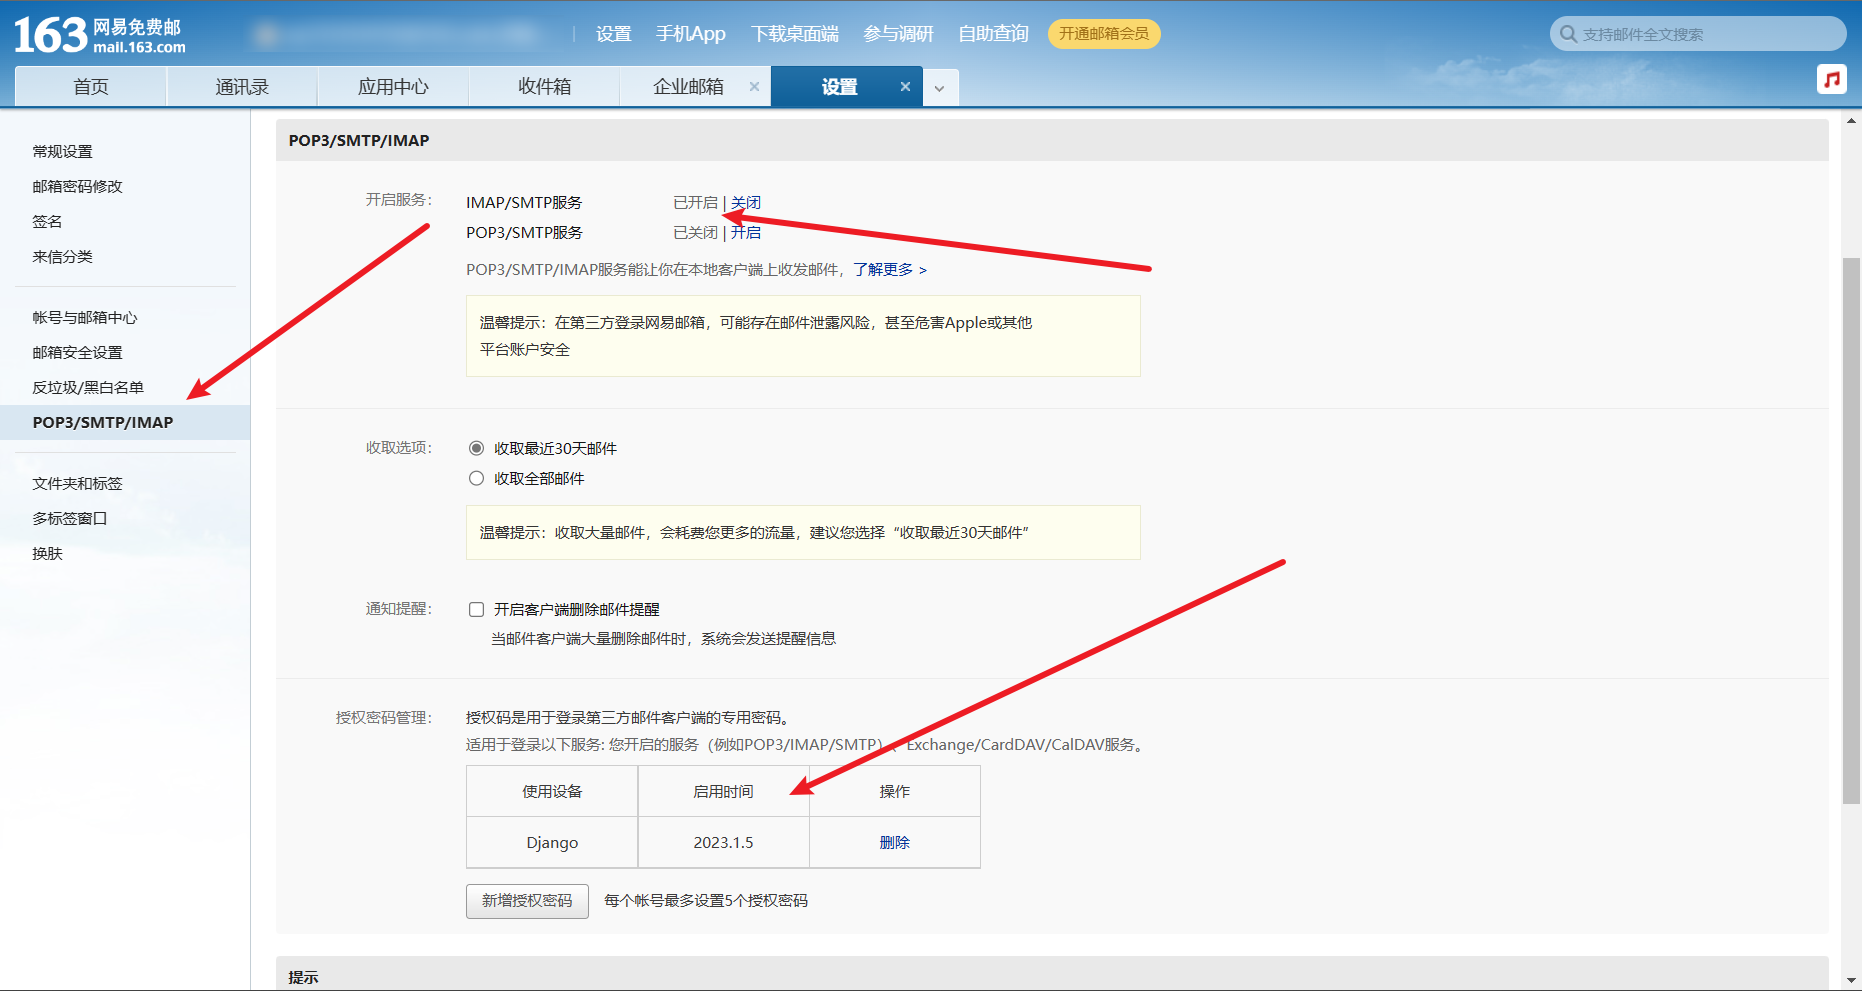 163 网易免费邮
mail.163.com
设置 手机App 下载桌面端 参与调研 自助查询 开通邮箱会员
支持邮件全文搜索
首页 通讯录 应用中心 收件箱 企业邮箱 设置
常规设置
邮箱密码修改
签名
来信分类
帐号与邮箱中心
邮箱安全设置
反垃圾/黑白名单
POP3/SMTP/IMAP
文件夹和标签
多标签窗口
换肤
POP3/SMTP/IMAP
开启服务： IMAP/SMTP服务 已开启 | 关闭
POP3/SMTP服务 已关闭 | 开启
POP3/SMTP/IMAP服务能让你在本地客户端上收发邮件，了解更多 >
温馨提示：在第三方登录网易邮箱，可能存在邮件泄露风险，甚至危害Apple或其他
平台账户安全
收取选项： 收取最近30天邮件
收取全部邮件
温馨提示：收取大量邮件，会耗费您更多的流量，建议您选择“收取最近30天邮件”
通知提醒： 开启客户端删除邮件提醒
当邮件客户端大量删除邮件时，系统会发送提醒信息
授权密码管理： 授权码是用于登录第三方邮件客户端的专用密码。
适用于登录以下服务: 您开启的服务（例如POP3/IMAP/SMTP）、Exchange/CardDAV/CalDAV服务。
使用设备 启用时间 操作
Django 2023.1.5 删除
新增授权密码 每个帐号最多设置5个授权密码
提示